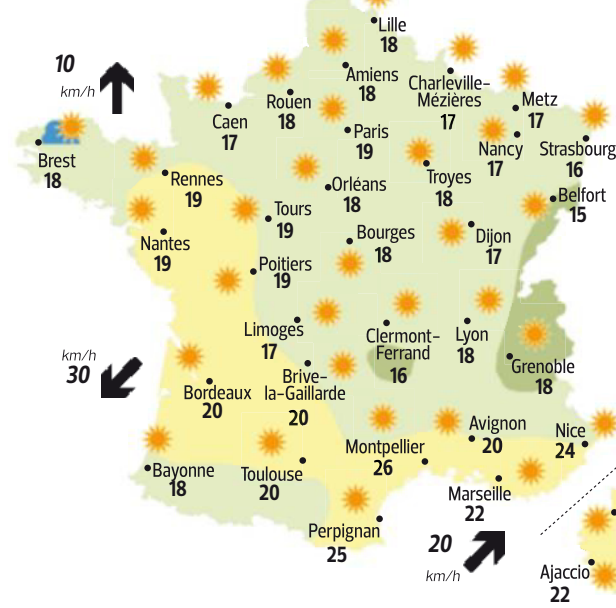 Lille
18
10
km/h
Amiens
18
Charleville-
Mézières
17
Rouen
18
Metz
17
Caen
17
Paris
19
Nancy
17
Strasbourg
16
Brest
18
Rennes
19
Troyes
18
Orléans
18
Belfort
15
Tours
19
Nantes
19
Bourges
18
Dijon
17
Poitiers
19
Limoges
17
Clermont-
Ferrand
16
Lyon
18
Grenoble
18
km/h
30
Bordeaux
20
Brive-
la-Gaillarde
20
Avignon
20
Nice
24
Montpellier
26
Bayonne
18
Toulouse
20
Marseille
22
Perpignan
25
20
km/h
Ajaccio
22